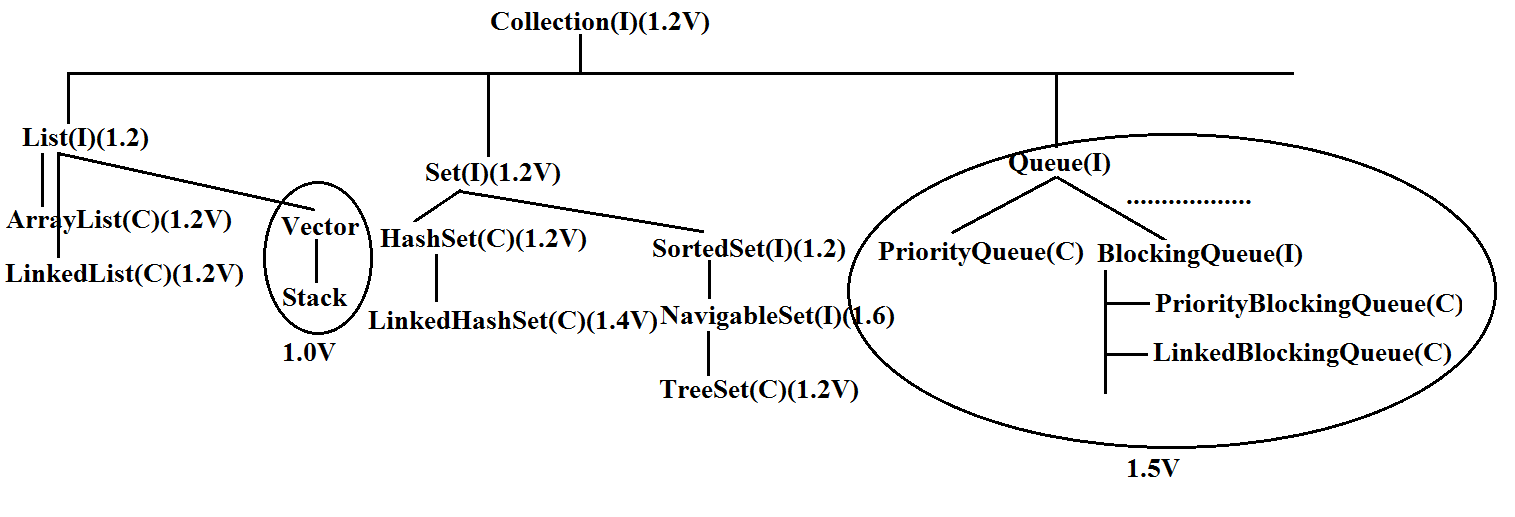 Collection(I)(1.2V)
List(I)(1.2)
ArrayList(C)(1.2V)
LinkedList(C)(1.2V)
Vector
Stack
1.0V
Set(I)(1.2V)
HashSet(C)(1.2V)
LinkedHashSet(C)(1.4V)
SortedSet(I)(1.2)
NavigableSet(I)(1.6)
TreeSet(C)(1.2V)
Queue(I)
...................
PriorityQueue(C)
BlockingQueue(I)
PriorityBlockingQueue(C)
LinkedBlockingQueue(C)
1.5V